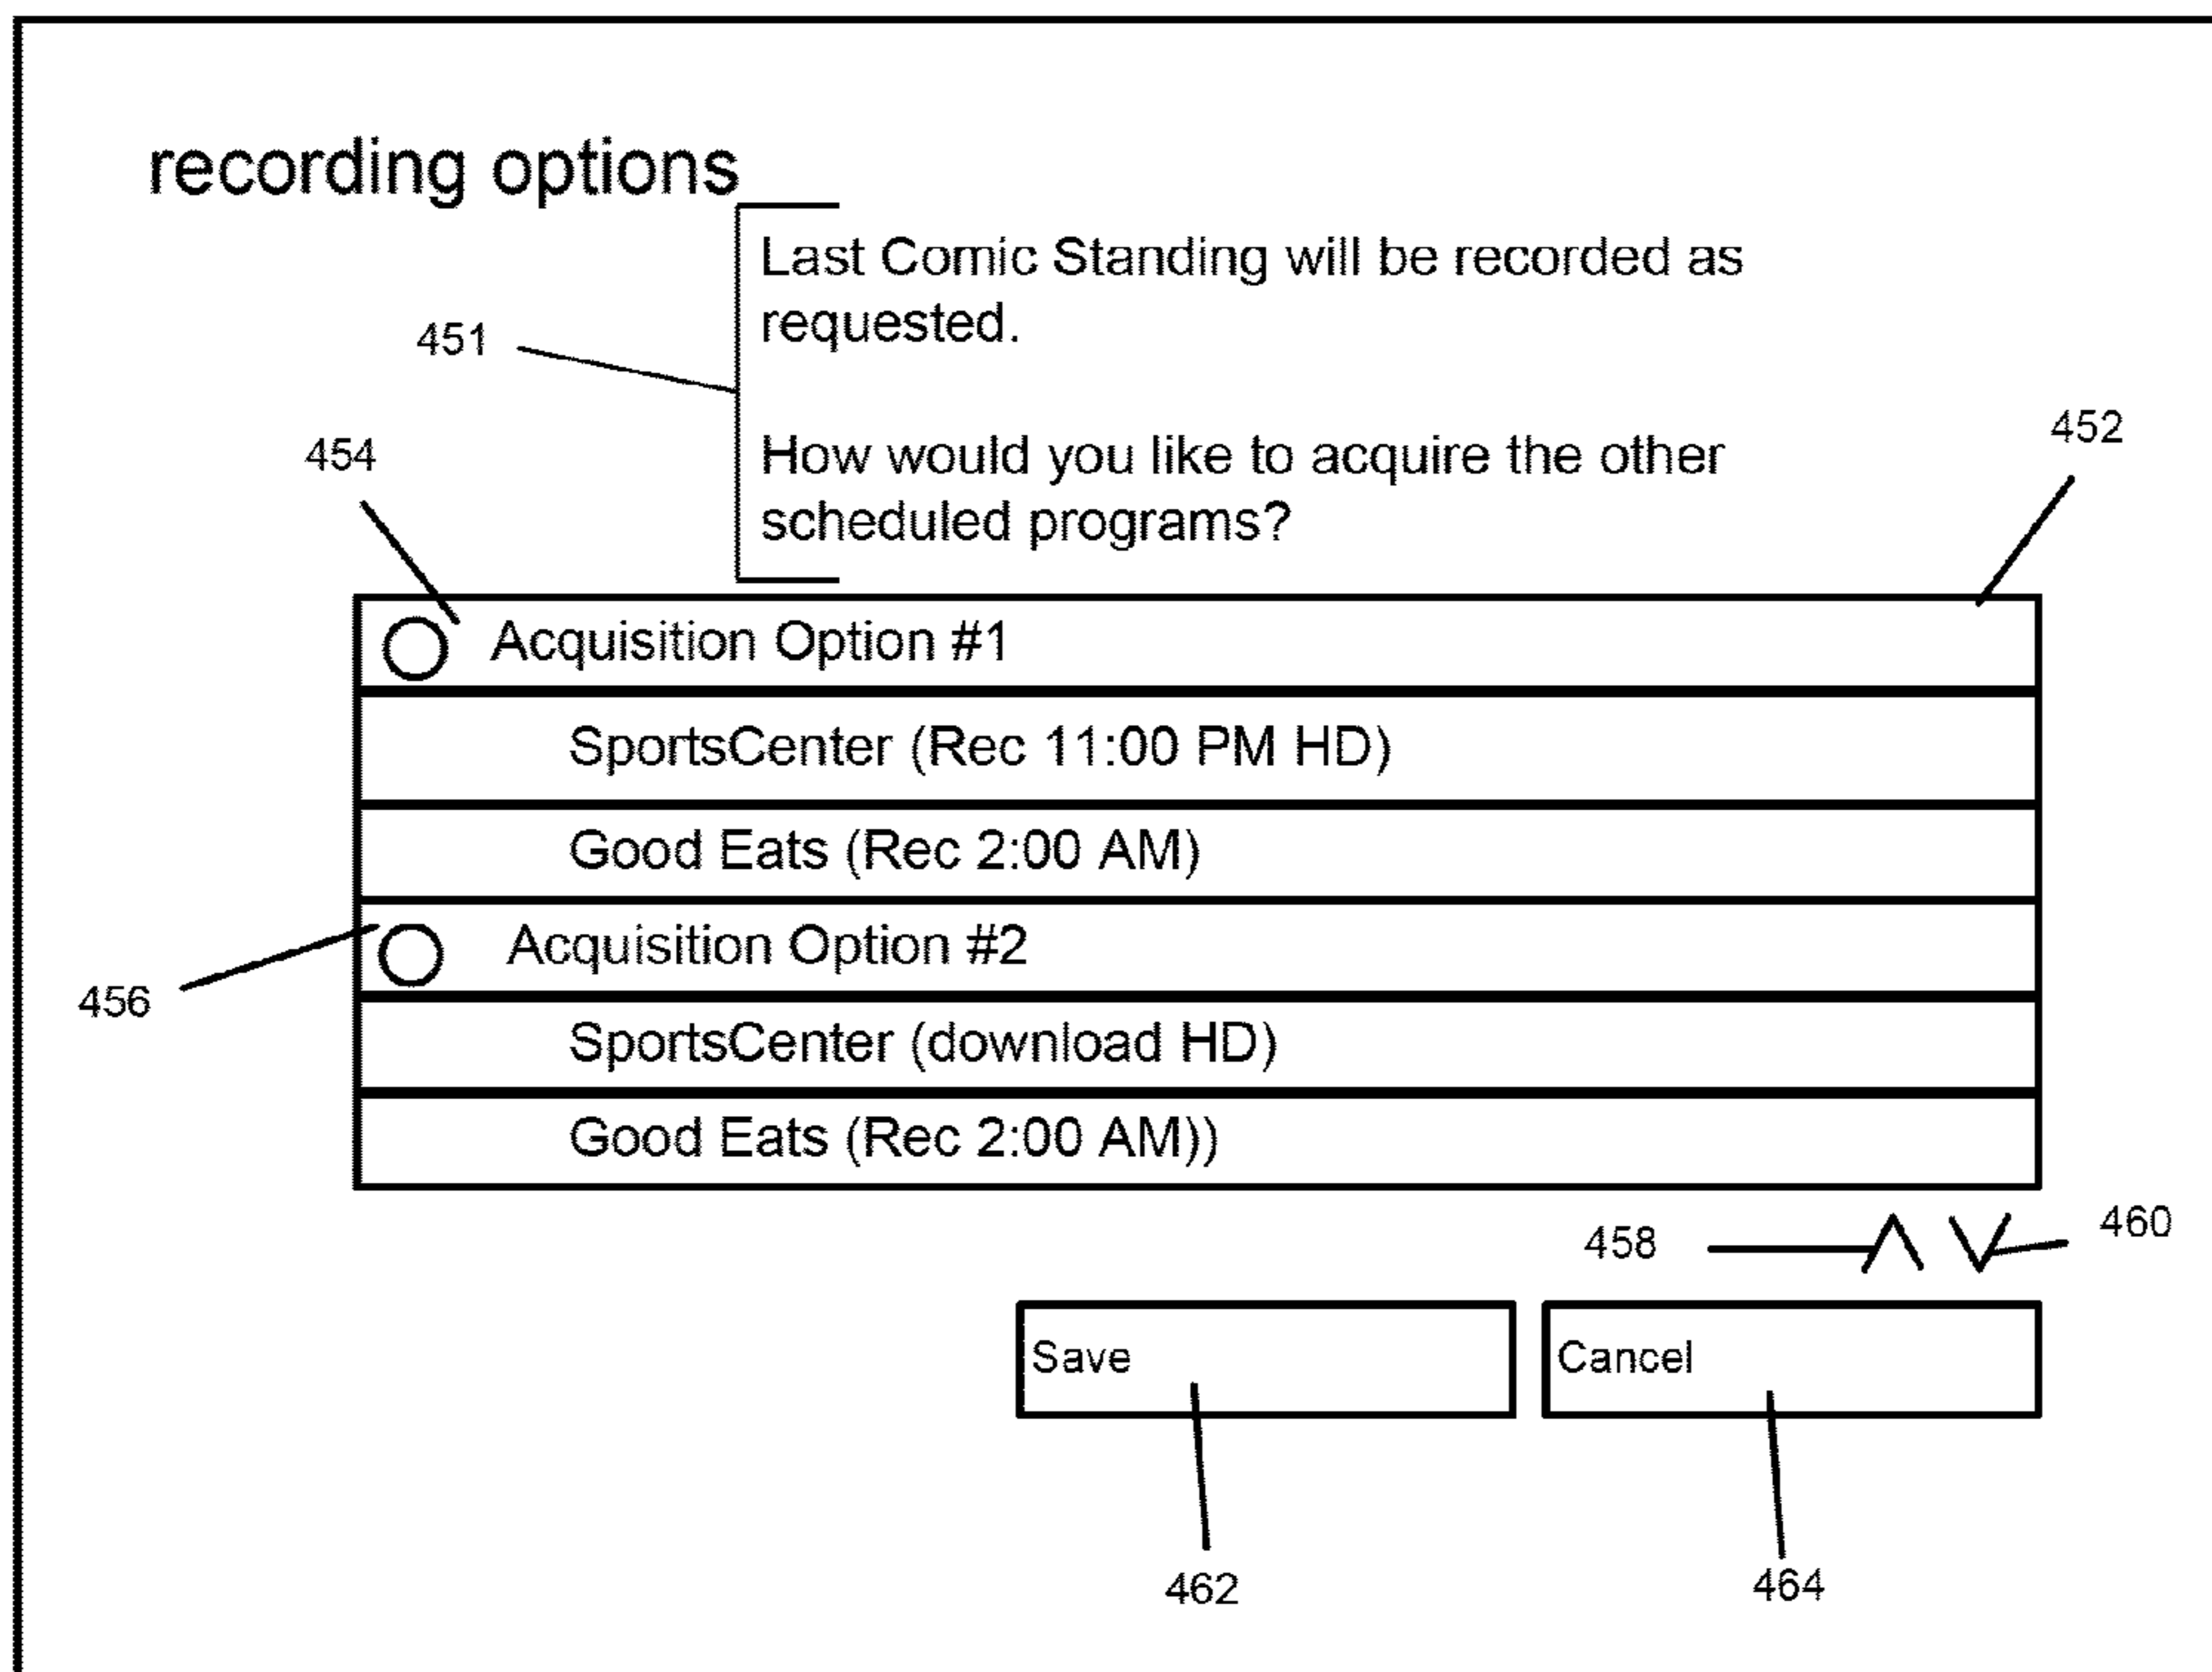 recording options
Last Comic Standing will be recorded as
requested.
451
How would you like to acquire the other
scheduled programs?
452
454
Acquisition Option #1
SportsCenter (Rec 11:00 PM HD)
Good Eats (Rec 2:00 AM)
Acquisition Option #2
456
SportsCenter (download HD)
Good Eats (Rec 2:00 AM))
458
460
Save
Cancel
462
464